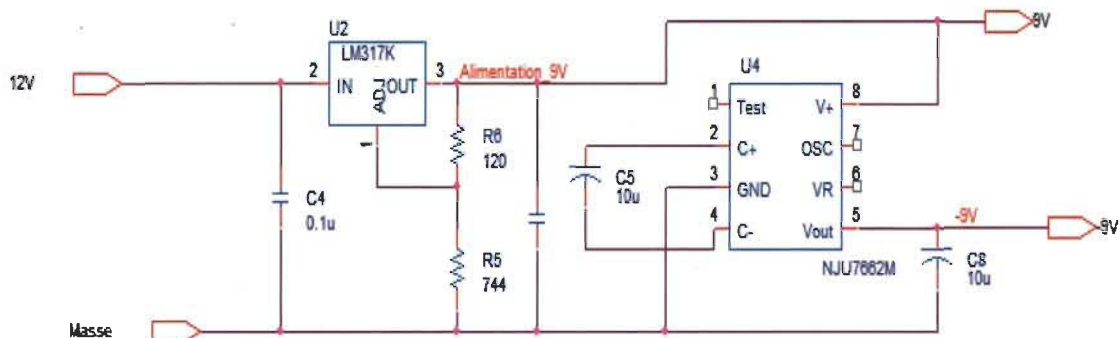 U2
LM317K
12V
2
IN
ADJ
OUT
3
1
Alimentation_9V
9V
R6
120
R5
744
C4
0.1u
C5
10u
U4
1
Test
V+
8
2
C+
OSC
7
3
GND
VR
6
4
C-
Vout
5
NJU7662M
-9V
-9V
C8
10u
Masse